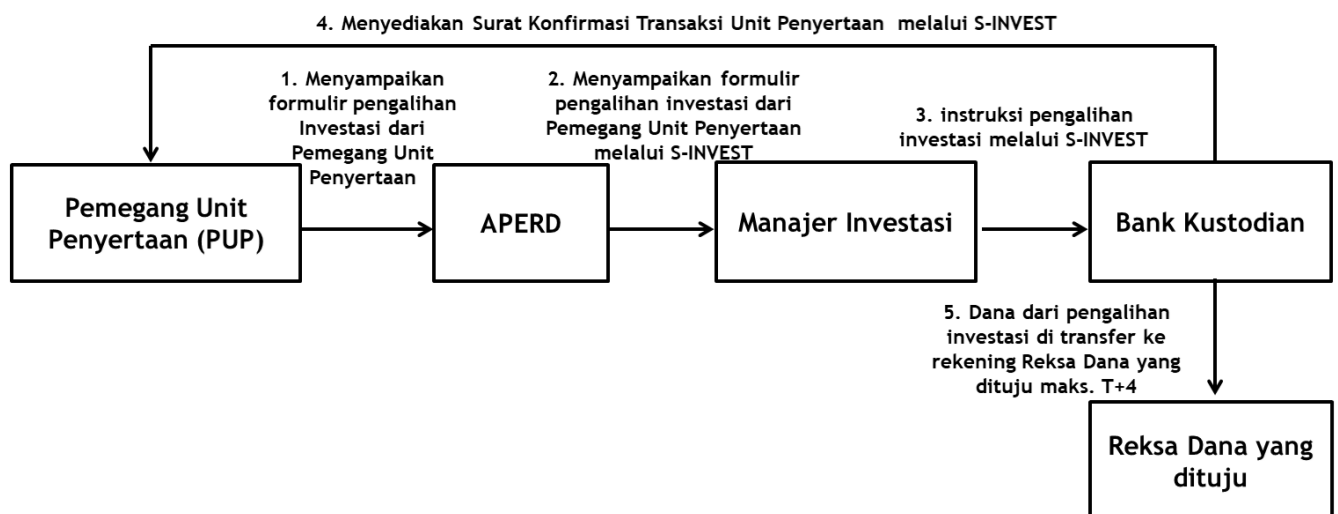 4. Menyediakan Surat Konfirmasi Transaksi Unit Penyertaan melalui S-INVEST
1. Menyampaikan
formulir pengalihan
Investasi dari
Pemegang Unit
Penyertaan
2. Menyampaikan formulir
pengalihan investasi dari
Pemegang Unit Penyertaan
melalui S-INVEST
3. instruksi pengalihan
investasi melalui S-INVEST
Pemegang Unit
Penyertaan (PUP)
APERD
Manajer Investasi
Bank Kustodian
5. Dana dari pengalihan
investasi di transfer ke
rekening Reksa Dana yang
dituju maks. T+4
Reksa Dana yang
dituju